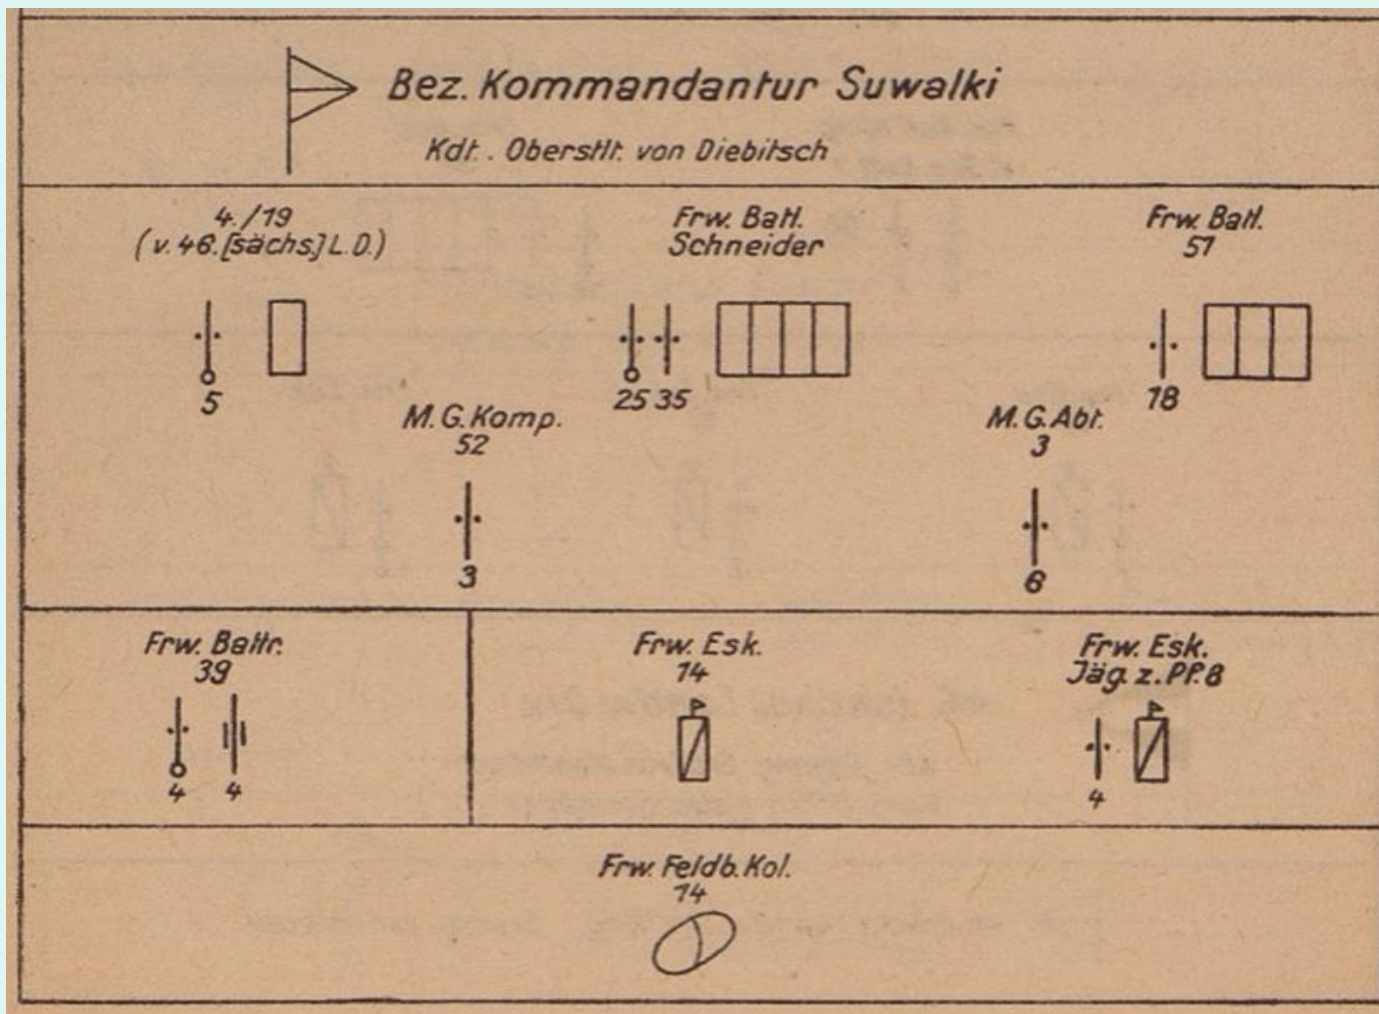 Bez. Kommandantur Suwalki
Kdt. Oberstlt. von Diebitsch
4./19
(v. 46. [sächs.] L.D.)
Frw. Batl.
Schneider
Frw. Batl.
51
5
25 35
18
M.G. Komp.
52
M.G. Abt.
3
3
6
Frw. Battr.
39
Frw. Esk.
14
Frw. Esk.
Jäg. z. Pf. 8
4 4
4
Frw. Feldb. Kol.
14